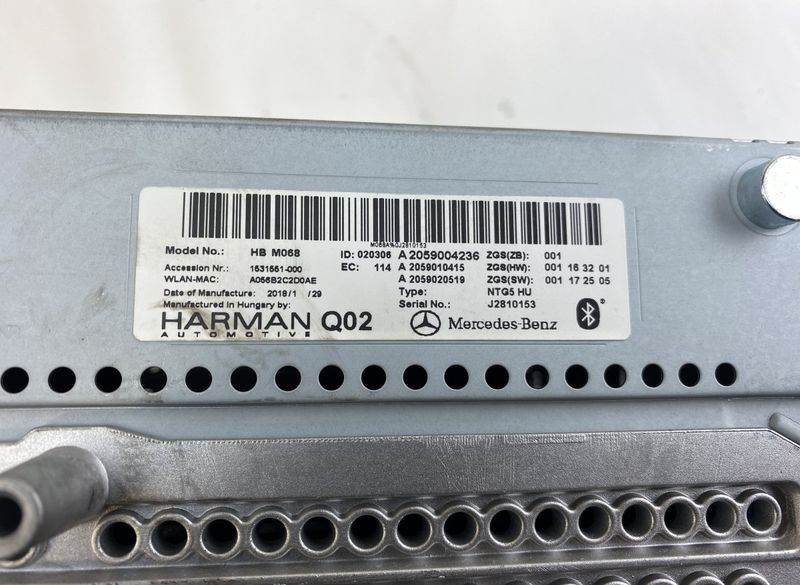 M068A%0J2810153
Model No.: HB M068 ID: 020306 A 2059004236 ZGS(ZB): 001
Accession Nr.: 1531551-000 EC: 114 A 2059010415 ZGS(HW): 001 16 32 01
WLAN-MAC: A056B2C2D0AE A 2059020519 ZGS(SW): 001 17 25 05
Date of Manufacture: 2018/1 /29 Type: NTG5 HU
Manufactured in Hungary by: Serial No.: J2810153
HARMAN Q02 Mercedes-Benz
AUTOMOTIVE